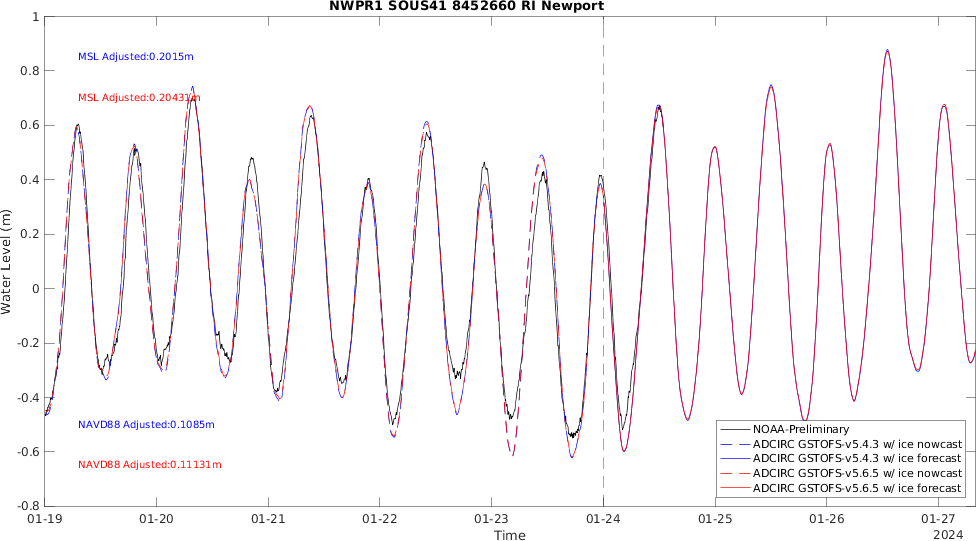 NWPR1 SOUS41 8452660 RI Newport
MSL Adjusted:0.2015m
MSL Adjusted:0.20431m
NAVD88 Adjusted:0.1085m
NAVD88 Adjusted:0.11131m
Water Level (m)
1
0.8
0.6
0.4
0.2
0
-0.2
-0.4
-0.6
-0.8
NOAA-Preliminary
ADCIRC GSTOFS-v5.4.3 w/ ice nowcast
ADCIRC GSTOFS-v5.4.3 w/ ice forecast
ADCIRC GSTOFS-v5.6.5 w/ ice nowcast
ADCIRC GSTOFS-v5.6.5 w/ ice forecast
01-19 01-20 01-21 01-22 01-23 01-24 01-25 01-26 01-27
Time
2024